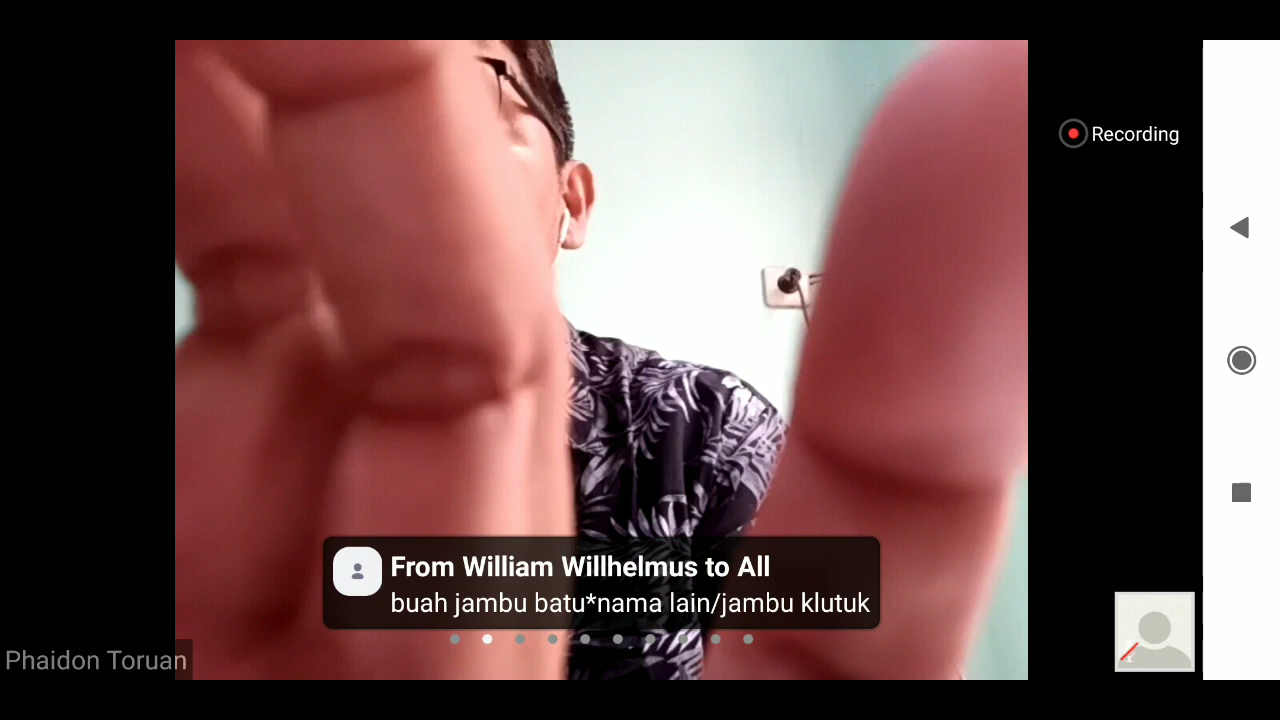 Recording
From William Willhelmus to All
buah jambu batu*nama lain/jambu klutuk
Phaidon Toruan